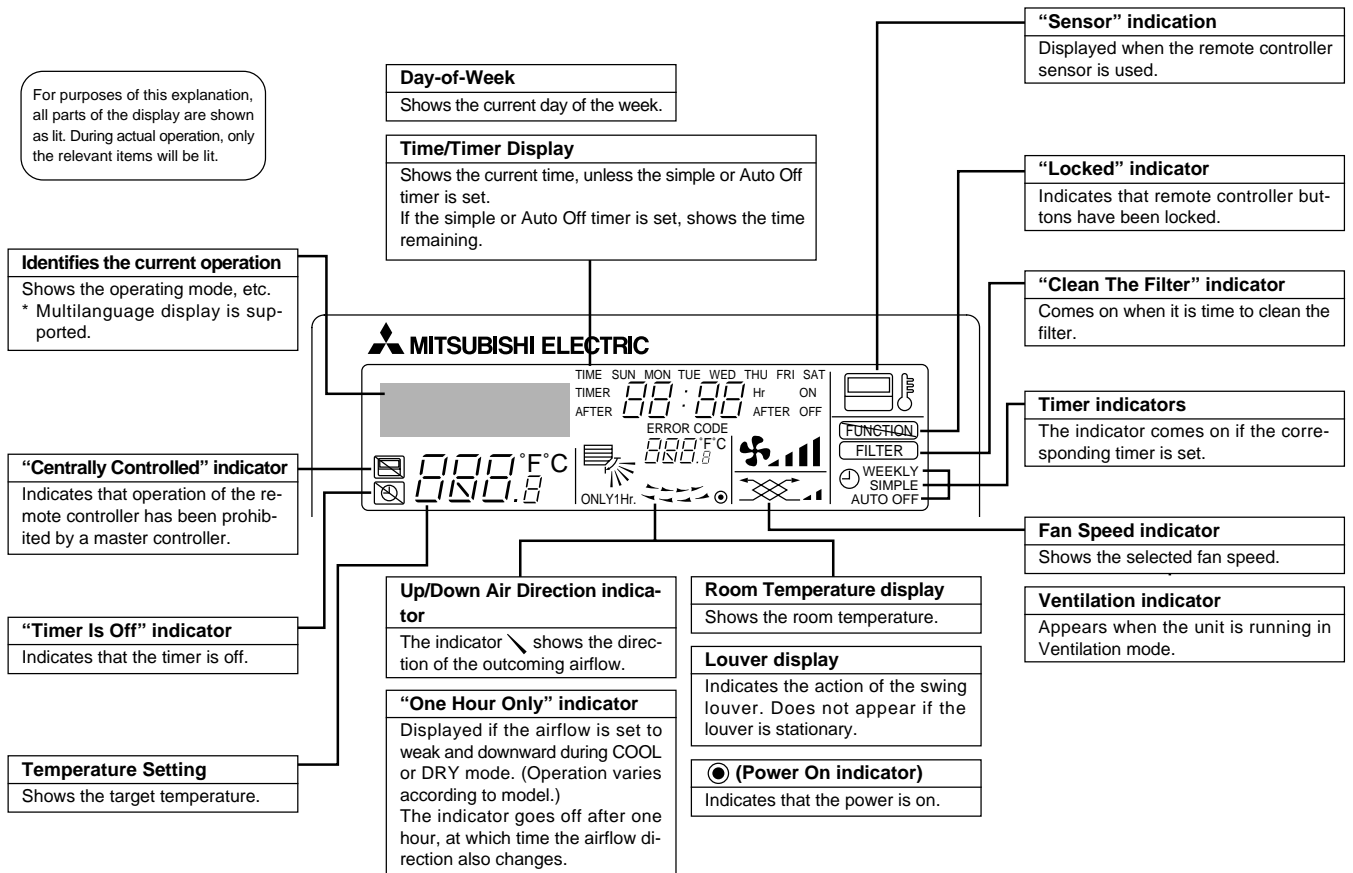 For purposes of this explanation,
all parts of the display are shown
as lit. During actual operation, only
the relevant items will be lit.
Day-of-Week
Shows the current day of the week.
Time/Timer Display
Shows the current time, unless the simple or Auto Off
timer is set.
If the simple or Auto Off timer is set, shows the time
remaining.
“Sensor” indication
Displayed when the remote controller
sensor is used.
“Locked” indicator
Indicates that remote controller but-
tons have been locked.
“Clean The Filter” indicator
Comes on when it is time to clean the
filter.
Timer indicators
The indicator comes on if the corre-
sponding timer is set.
Fan Speed indicator
Shows the selected fan speed.
Ventilation indicator
Appears when the unit is running in
Ventilation mode.
Identifies the current operation
Shows the operating mode, etc.
* Multilanguage display is sup-
ported.
“Centrally Controlled” indicator
Indicates that operation of the re-
mote controller has been prohib-
ited by a master controller.
“Timer Is Off” indicator
Indicates that the timer is off.
Temperature Setting
Shows the target temperature.
MITSUBISHI ELECTRIC
TIME SUN MON TUE WED THU FRI SAT
TIMER 88:88 Hr ON
AFTER AFTER OFF
ERROR CODE
888.8 °F°C
888.8 °F°C
ONLY1Hr.
FUNCTION
FILTER
WEEKLY
SIMPLE
AUTO OFF
Up/Down Air Direction indica-
tor
The indicator shows the direc-
tion of the outcoming airflow.
“One Hour Only” indicator
Displayed if the airflow is set to
weak and downward during COOL
or DRY mode. (Operation varies
according to model.)
The indicator goes off after one
hour, at which time the airflow di-
rection also changes.
Room Temperature display
Shows the room temperature.
Louver display
Indicates the action of the swing
louver. Does not appear if the
louver is stationary.
(Power On indicator)
Indicates that the power is on.